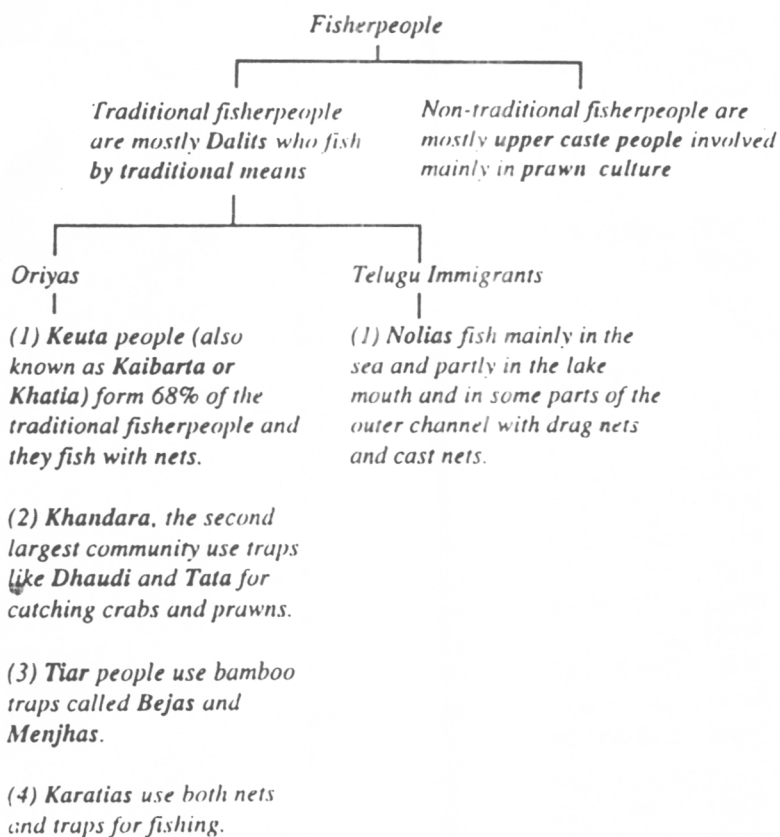 Fisherpeople
Traditional fisherpeople
are mostly Dalits who fish
by traditional means
Non-traditional fisherpeople are
mostly upper caste people involved
mainly in prawn culture
Oriyas
(1) Keuta people (also
known as Kaibarta or
Khatia) form 68% of the
traditional fisherpeople and
they fish with nets.
(2) Khandara, the second
largest community use traps
like Dhaudi and Tata for
catching crabs and prawns.
(3) Tiar people use bamboo
traps called Bejas and
Menjhas.
(4) Karatias use both nets
and traps for fishing.
Telugu Immigrants
(1) Nolias fish mainly in the
sea and partly in the lake
mouth and in some parts of the
outer channel with drag nets
and cast nets.